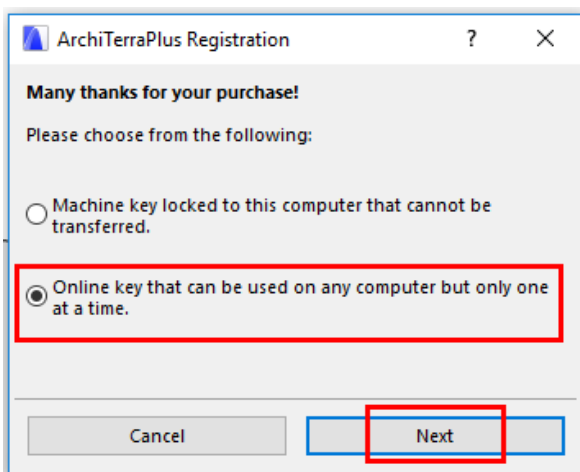 ArchiTerraPlus Registration
Many thanks for your purchase!
Please choose from the following:
Machine key locked to this computer that cannot be
transferred.
Online key that can be used on any computer but only one
at a time.
Cancel
Next